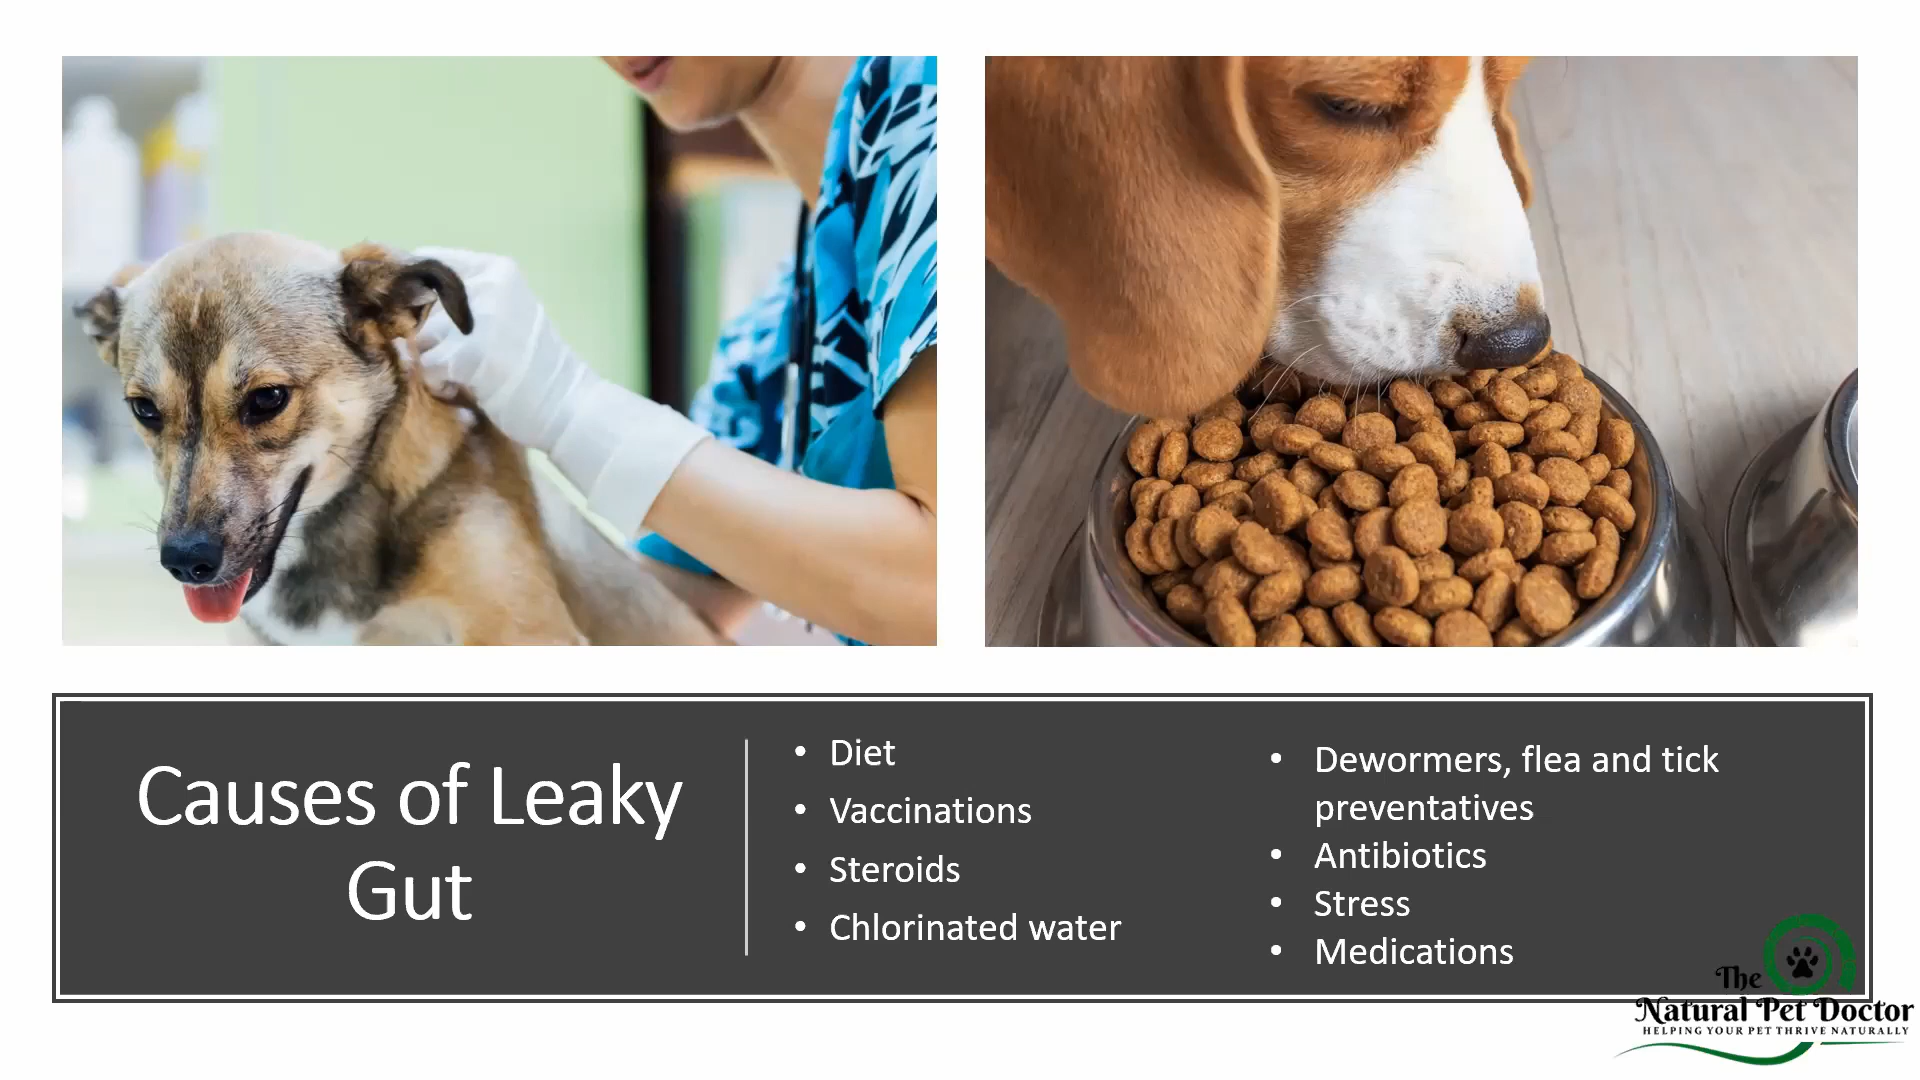 Causes of Leaky
Gut
• Diet
• Vaccinations
• Steroids
• Chlorinated water
• Dewormers, flea and tick
preventatives
• Antibiotics
• Stress
• Medications
The
Natural Pet Doctor
HELPING YOUR PET THRIVE NATURALLY